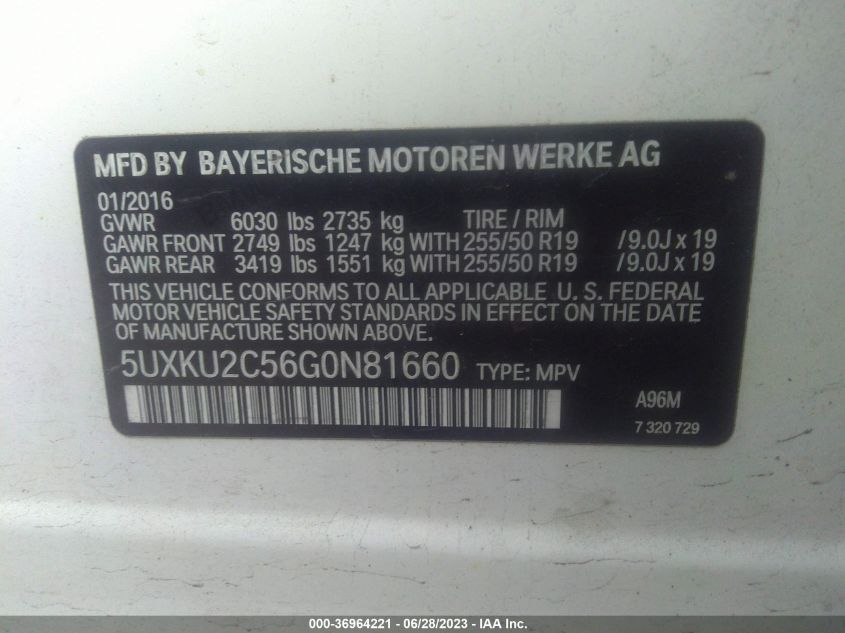 MFD BY BAYERISCHE MOTOREN WERKE AG
01/2016
GVWR 6030 lbs 2735 kg TIRE / RIM
GAWR FRONT 2749 lbs 1247 kg WITH 255/50 R19 /9.0J x 19
GAWR REAR 3419 lbs 1551 kg WITH 255/50 R19 /9.0J x 19
THIS VEHICLE CONFORMS TO ALL APPLICABLE U. S. FEDERAL
MOTOR VEHICLE SAFETY STANDARDS IN EFFECT ON THE DATE OF
MANUFACTURE SHOWN ABOVE.
5UXKU2C56G0N81660 TYPE: MPV
A96M
7 320 729
000-36964221 - 06/28/2023 - IAA Inc.